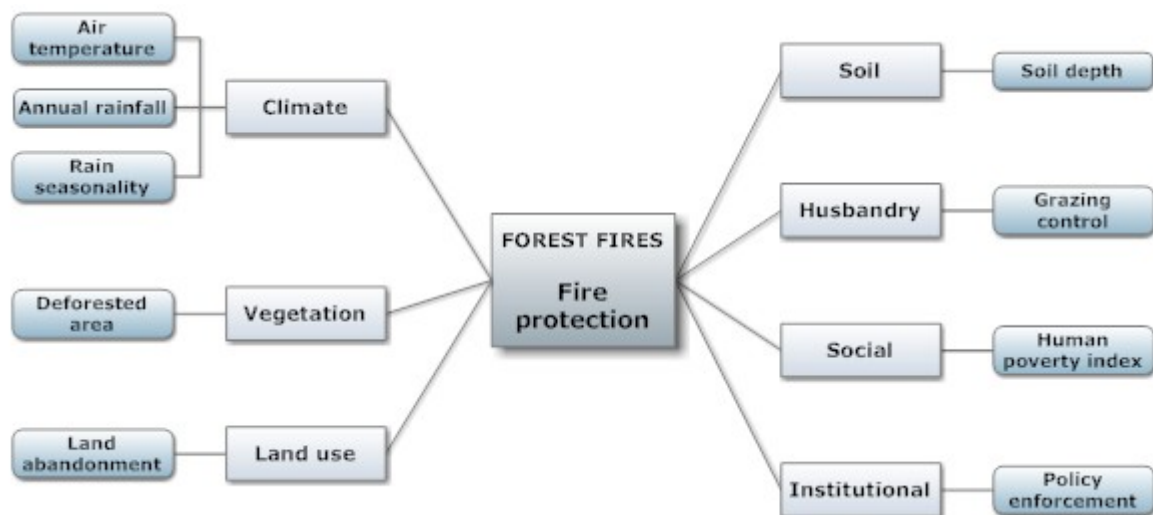 Air
temperature
Annual rainfall
Rain
seasonality
Climate
Deforested
area
Vegetation
Land
abandonment
Land use
FOREST FIRES
Fire
protection
Soil
Soil depth
Husbandry
Grazing
control
Social
Human
poverty index
Institutional
Policy
enforcement